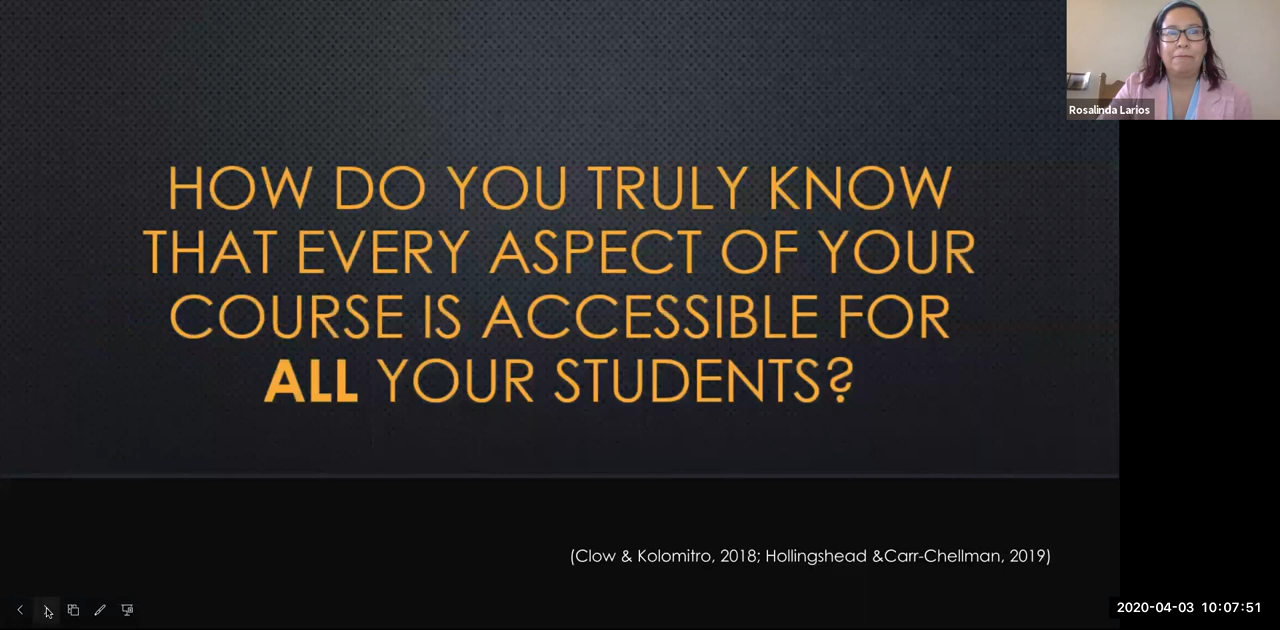 Rosalinda Larios
HOW DO YOU TRULY KNOW
THAT EVERY ASPECT OF YOUR
COURSE IS ACCESSIBLE FOR
ALL YOUR STUDENTS?
(Clow & Kolomitro, 2018; Hollingshead &Carr-Chellman, 2019)
2020-04-03 10:07:51